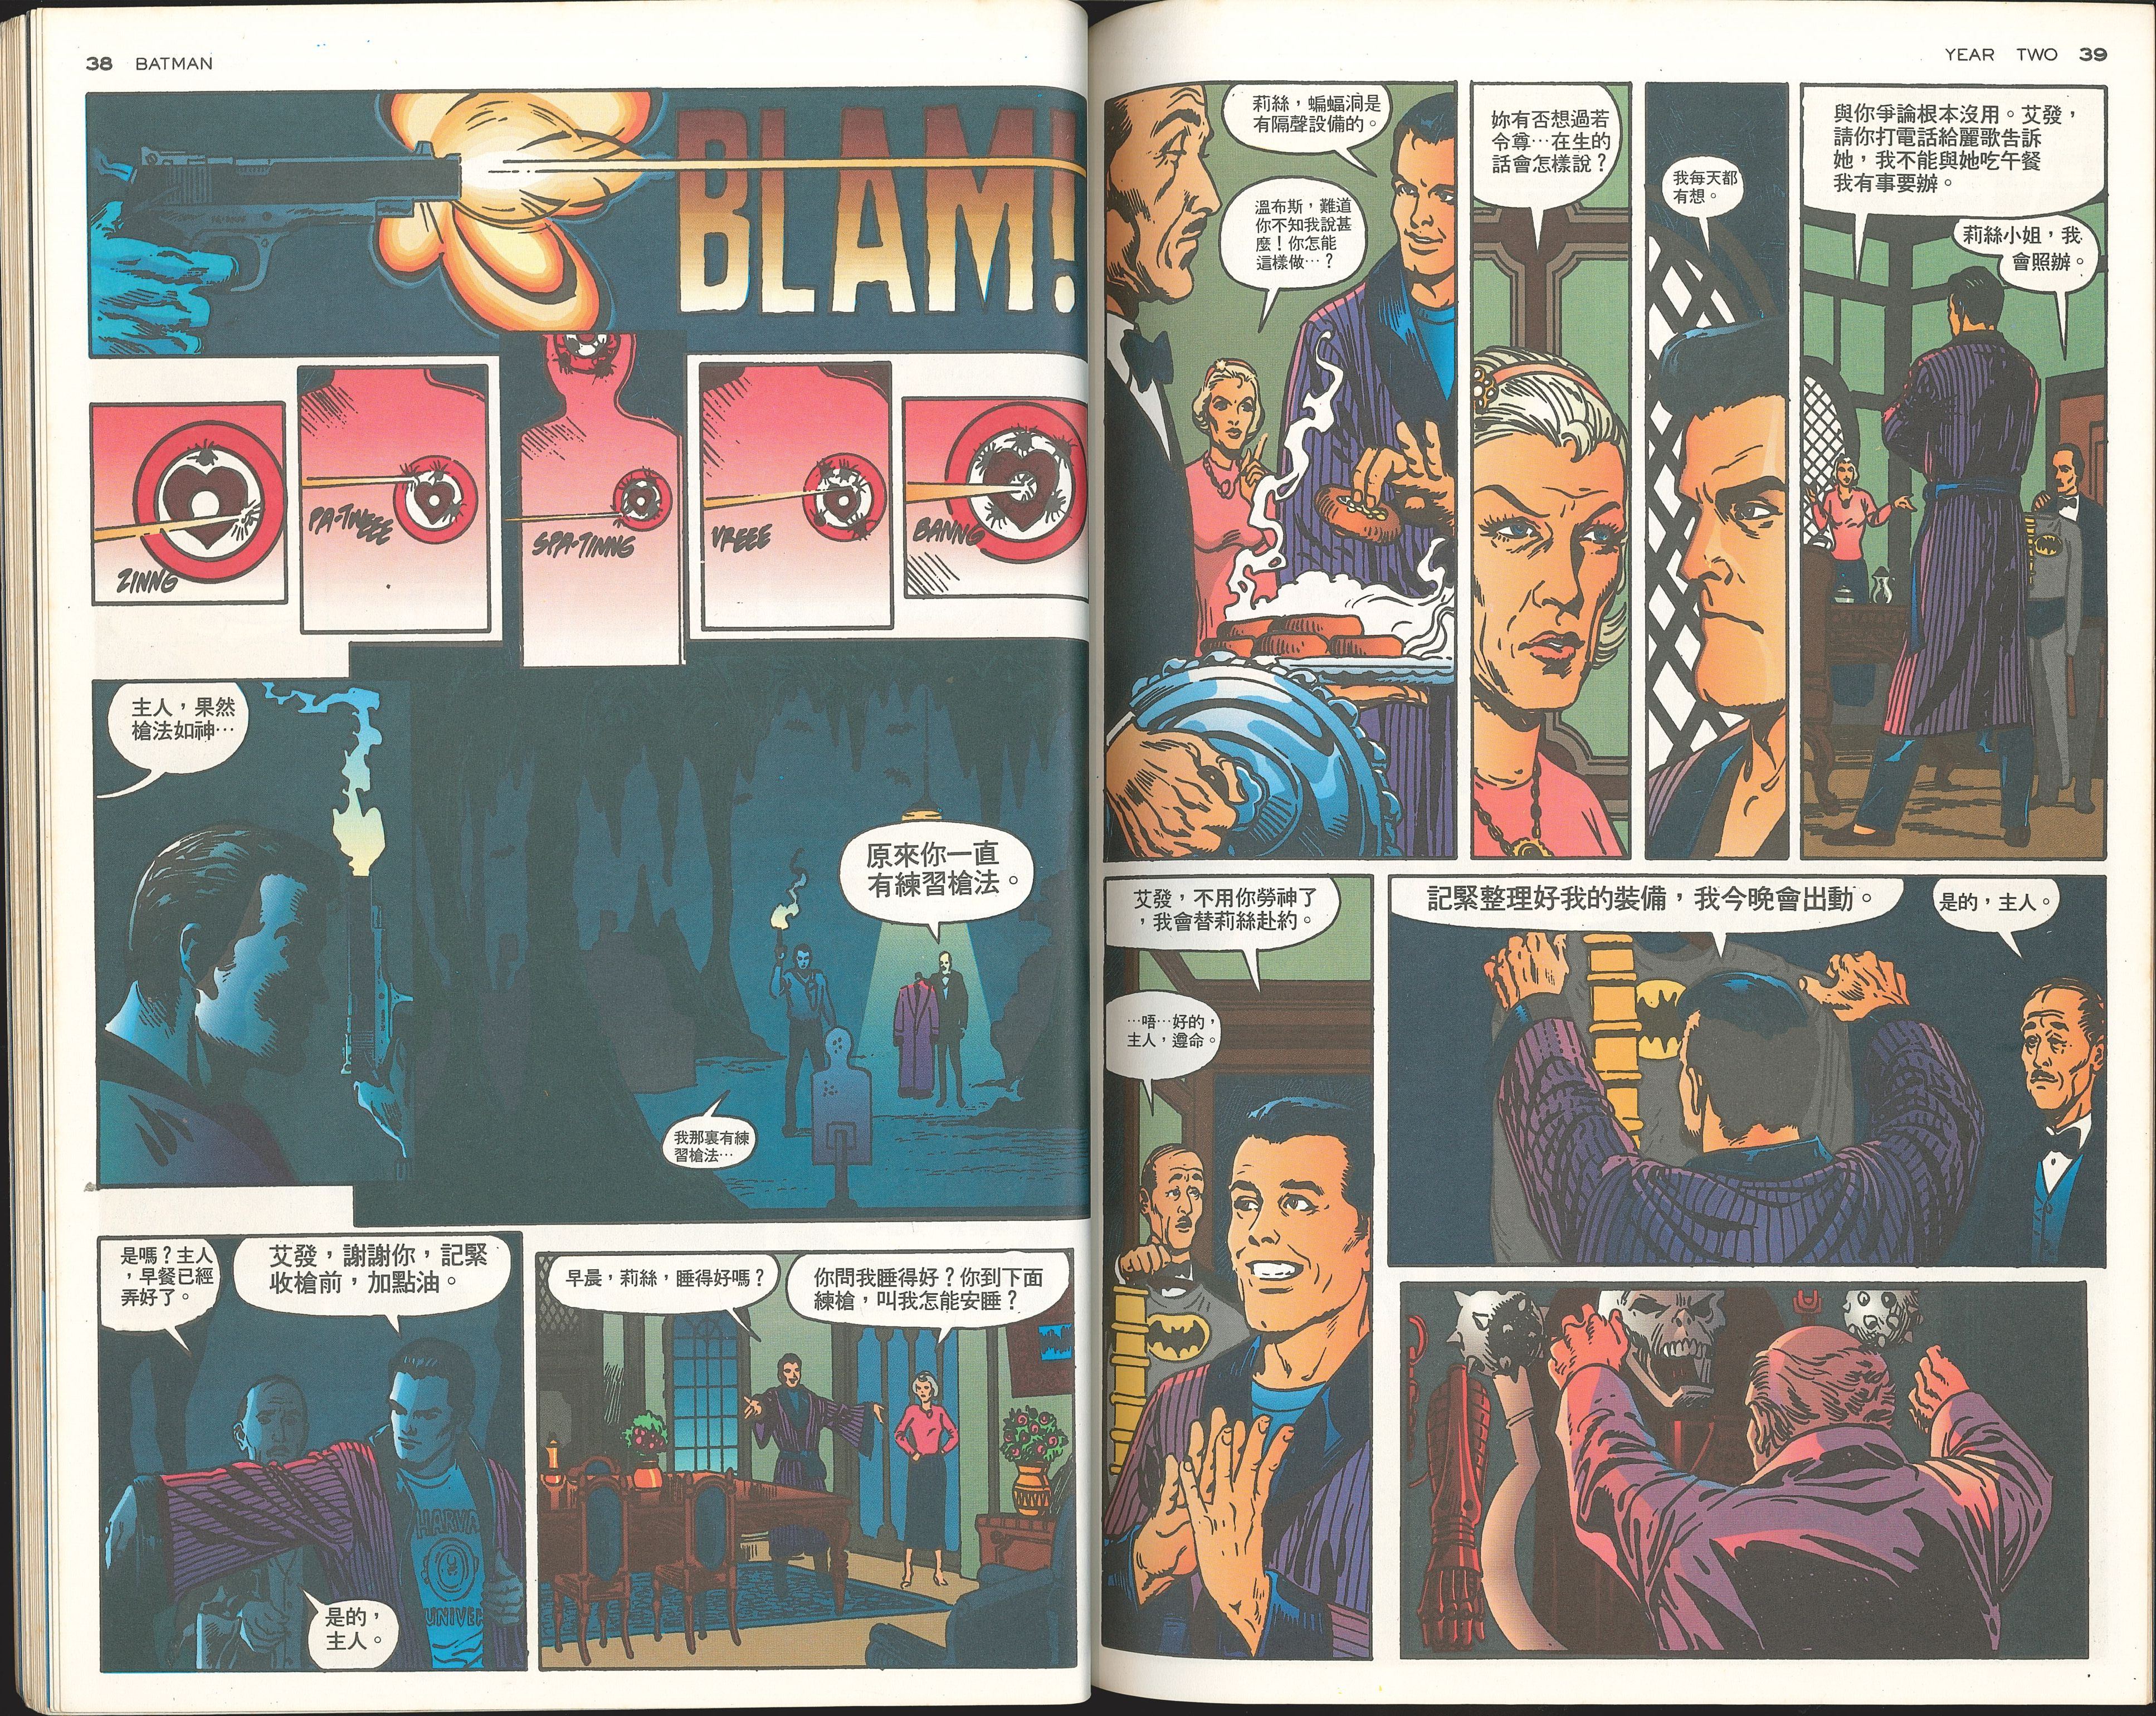 38 BATMAN
BLAM!
ZINNG
PA-TWEEE
SPA-TINNG
VREEE
BANNG
主人，果然
槍法如神…
原來你一直
有練習槍法。
我那裏有練
習槍法…
是嗎？主人
，早餐已經
弄好了。
艾發，謝謝你，記緊
收槍前，加點油。
HARVA
UNIVER
是的，
主人。
早晨，莉絲，睡得好嗎？
你問我睡得好？你到下面
練槍，叫我怎能安睡？
YEAR TWO 39
莉絲，蝙蝠洞是
有隔聲設備的。
溫布斯，難道
你不知我說甚
麼！你怎能
這樣做…？
妳有否想過若
令尊…在生的
話會怎樣說？
我每天都
有想。
與你爭論根本沒用。艾發，
請你打電話給麗歌告訴
她，我不能與她吃午餐
我有事要辦。
莉絲小姐，我
會照辦。
艾發，不用你勞神了
，我會替莉絲赴約。
…唔…好的，
主人，遵命。
記緊整理好我的裝備，我今晚會出動。
是的，主人。